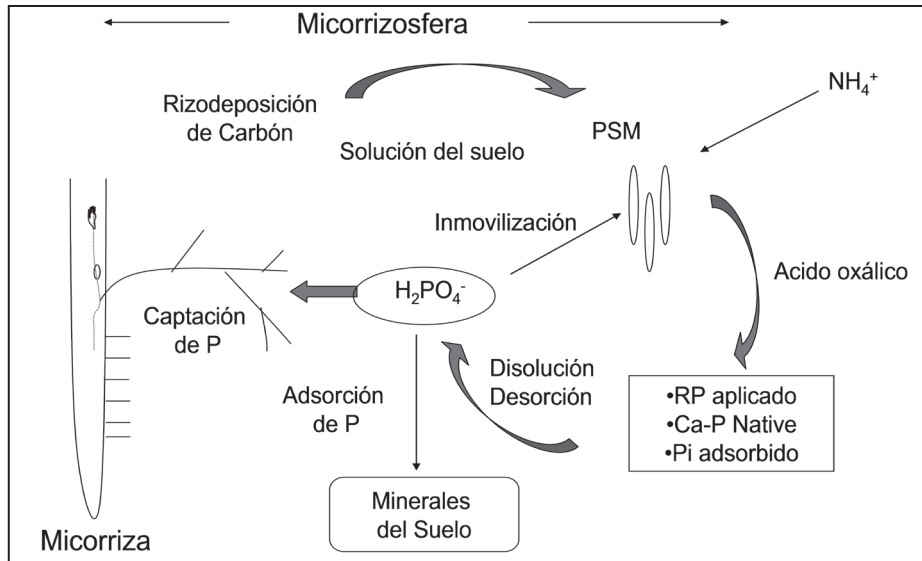 Micorrizosfera
NH₄⁺
Rizodeposición
de Carbón
PSM
Solución del suelo
Inmovilización
Acido oxálico
H₂PO₄⁻
Captación
de P
Disolución
Desorción
Adsorción
de P
•RP aplicado
•Ca-P Native
•Pi adsorbido
Minerales
del Suelo
Micorriza